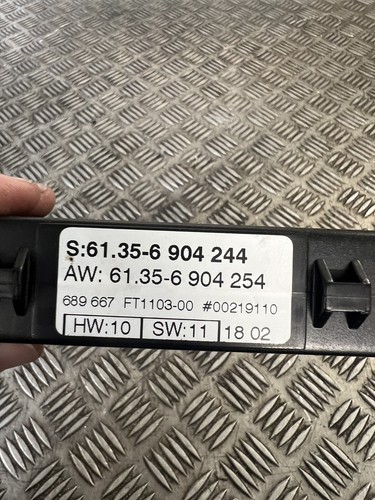 S:61.35-6 904 244
AW: 61.35-6 904 254
689 667 FT1103-00 #00219110
HW:10 SW:11 18 02